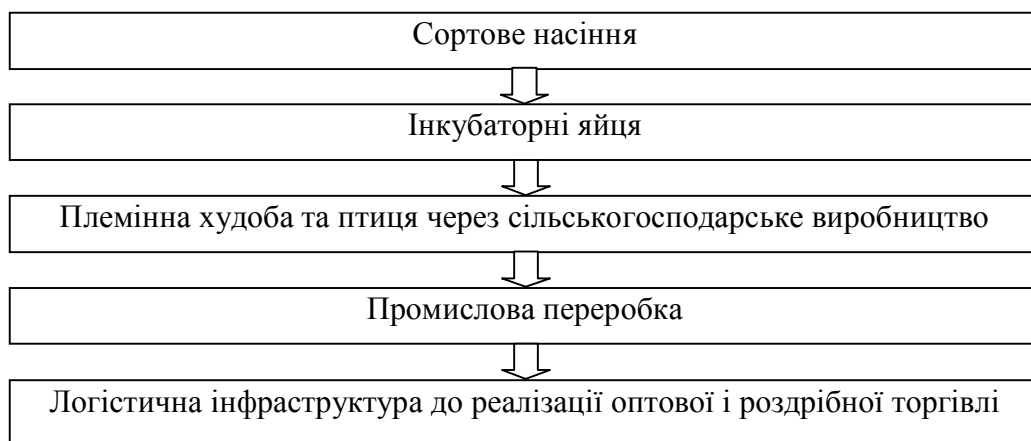 Сортове насіння
Інкубаторні яйця
Племінна худоба та птиця через сільськогосподарське виробництво
Промислова переробка
Логістична інфраструктура до реалізації оптової і роздрібної торгівлі